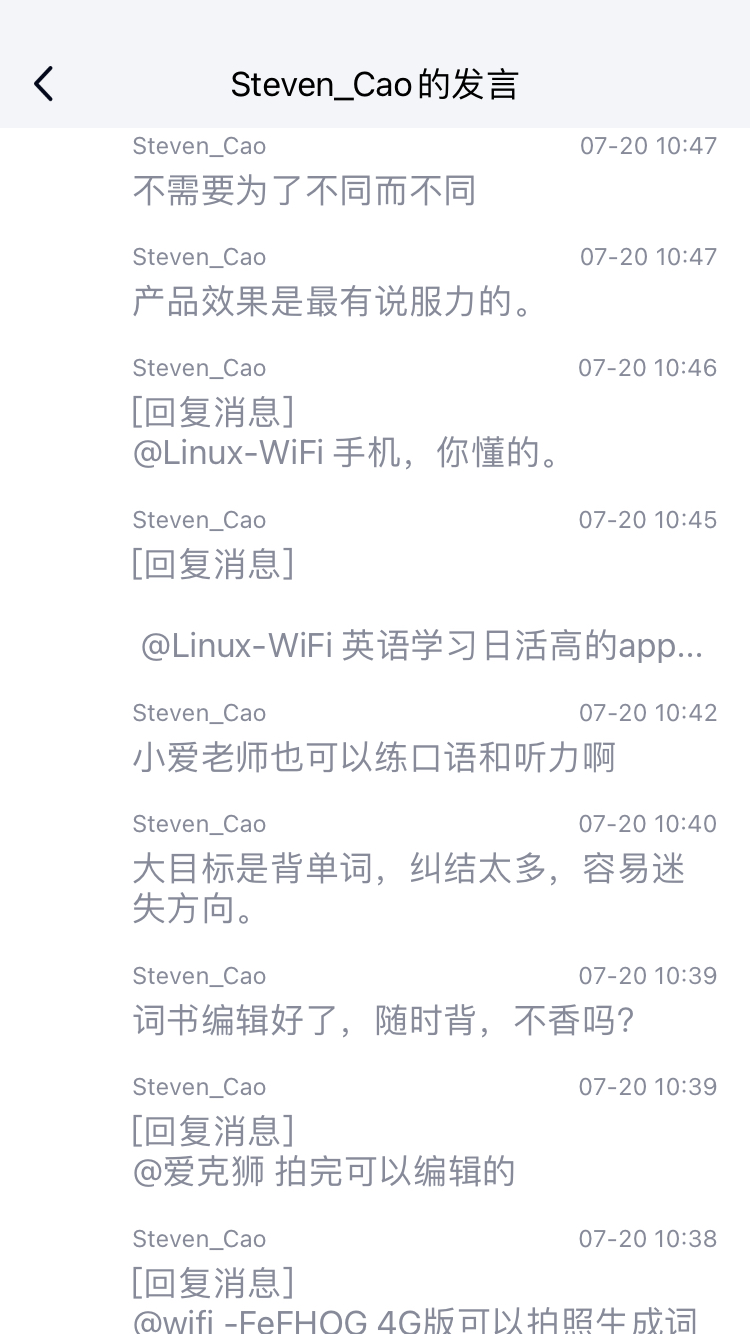 Steven_Cao的发言
Steven_Cao 07-20 10:47
不需要为了不同而不同
Steven_Cao 07-20 10:47
产品效果是最有说服力的。
Steven_Cao 07-20 10:46
[回复消息]
@Linux-WiFi 手机，你懂的。
Steven_Cao 07-20 10:45
[回复消息]
@Linux-WiFi 英语学习日活高的app...
Steven_Cao 07-20 10:42
小爱老师也可以练口语和听力啊
Steven_Cao 07-20 10:40
大目标是背单词，纠结太多，容易迷
失方向。
Steven_Cao 07-20 10:39
词书编辑好了，随时背，不香吗?
Steven_Cao 07-20 10:39
[回复消息]
@爱克狮 拍完可以编辑的
Steven_Cao 07-20 10:38
[回复消息]
@wifi -FeFHOG 4G版可以拍照生成词